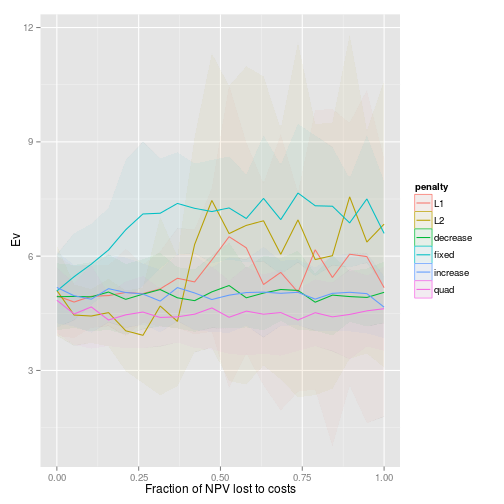 12
9
6
3
Ev
0.00 0.25 0.50 0.75 1.00
Fraction of NPV lost to costs
penalty
L1
L2
decrease
fixed
increase
quad